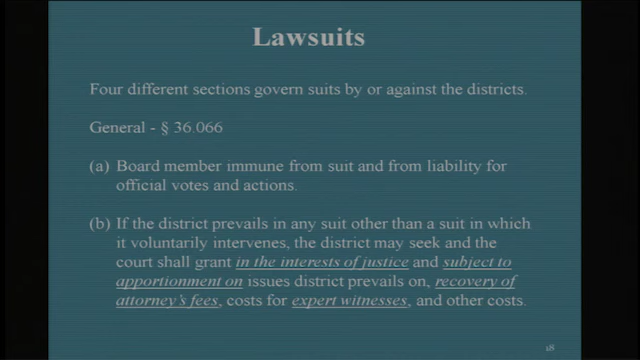 Lawsuits
Four different sections govern suits by or against the districts.
General - § 36.066
(a) Board member immune from suit and from liability for
official votes and actions.
(b) If the district prevails in any suit other than a suit in which
it voluntarily intervenes, the district may seek and the
court shall grant in the interests of justice and subject to
apportionment on issues district prevails on, recovery of
attorney's fees, costs for expert witnesses, and other costs.
18